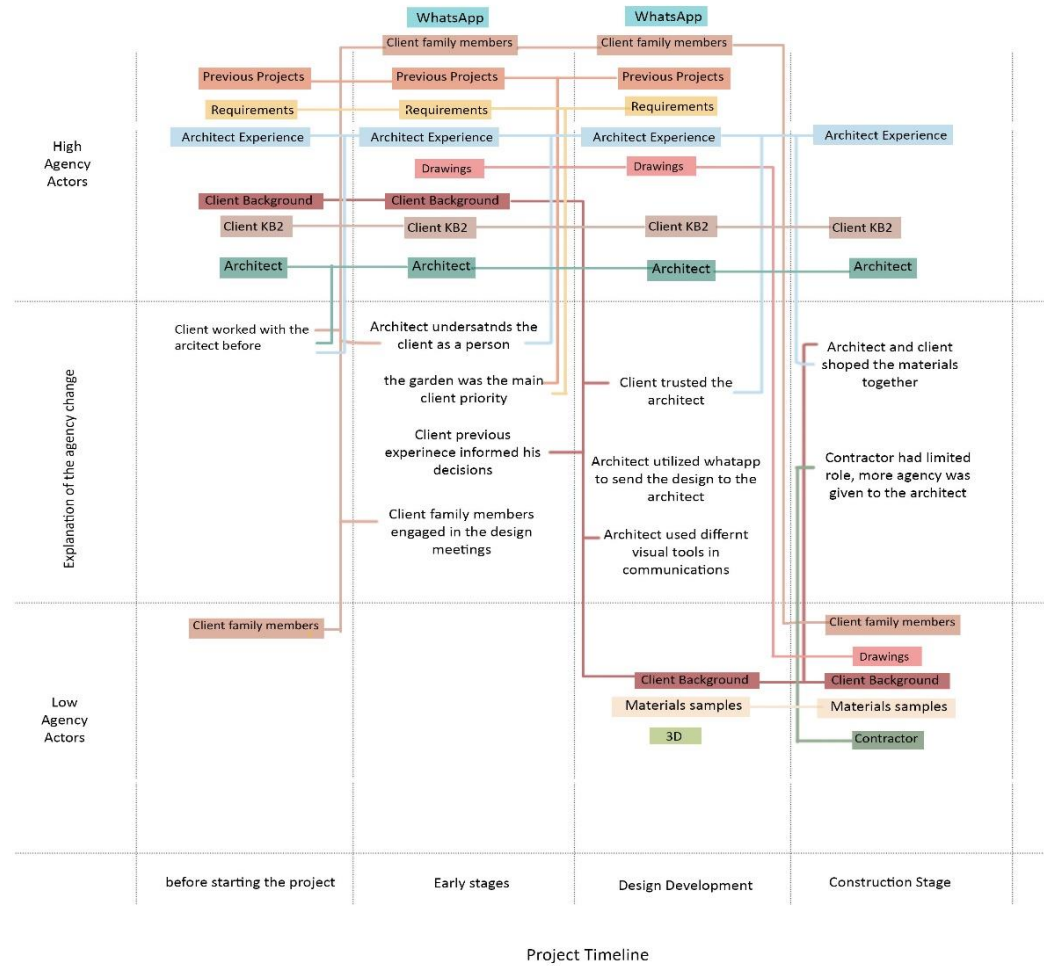 WhatsApp
WhatsApp
Client family members
Client family members
Previous Projects
Previous Projects
Previous Projects
Requirements
Requirements
Requirements
Architect Experience
Architect Experience
Architect Experience
Architect Experience
High
Agency
Actors
Drawings
Drawings
Client Background
Client Background
Client KB2
Client KB2
Client KB2
Client KB2
Architect
Architect
Architect
Architect
Explanation of the agency change
Client worked with the
arcitect before
Architect undersatnds the
client as a person
the garden was the main
client priority
Client previous
experinece informed his
decisions
Client family members
engaged in the design
meetings
Client trusted the
architect
Architect utilized whatapp
to send the design to the
architect
Architect used differnt
visual tools in
communications
Architect and client
shoped the materials
together
Contractor had limited
role, more agency was
given to the architect
Low
Agency
Actors
Client family members
Client family members
Drawings
Client Background
Client Background
Materials samples
Materials samples
3D
Contractor
before starting the project
Early stages
Design Development
Construction Stage
Project Timeline